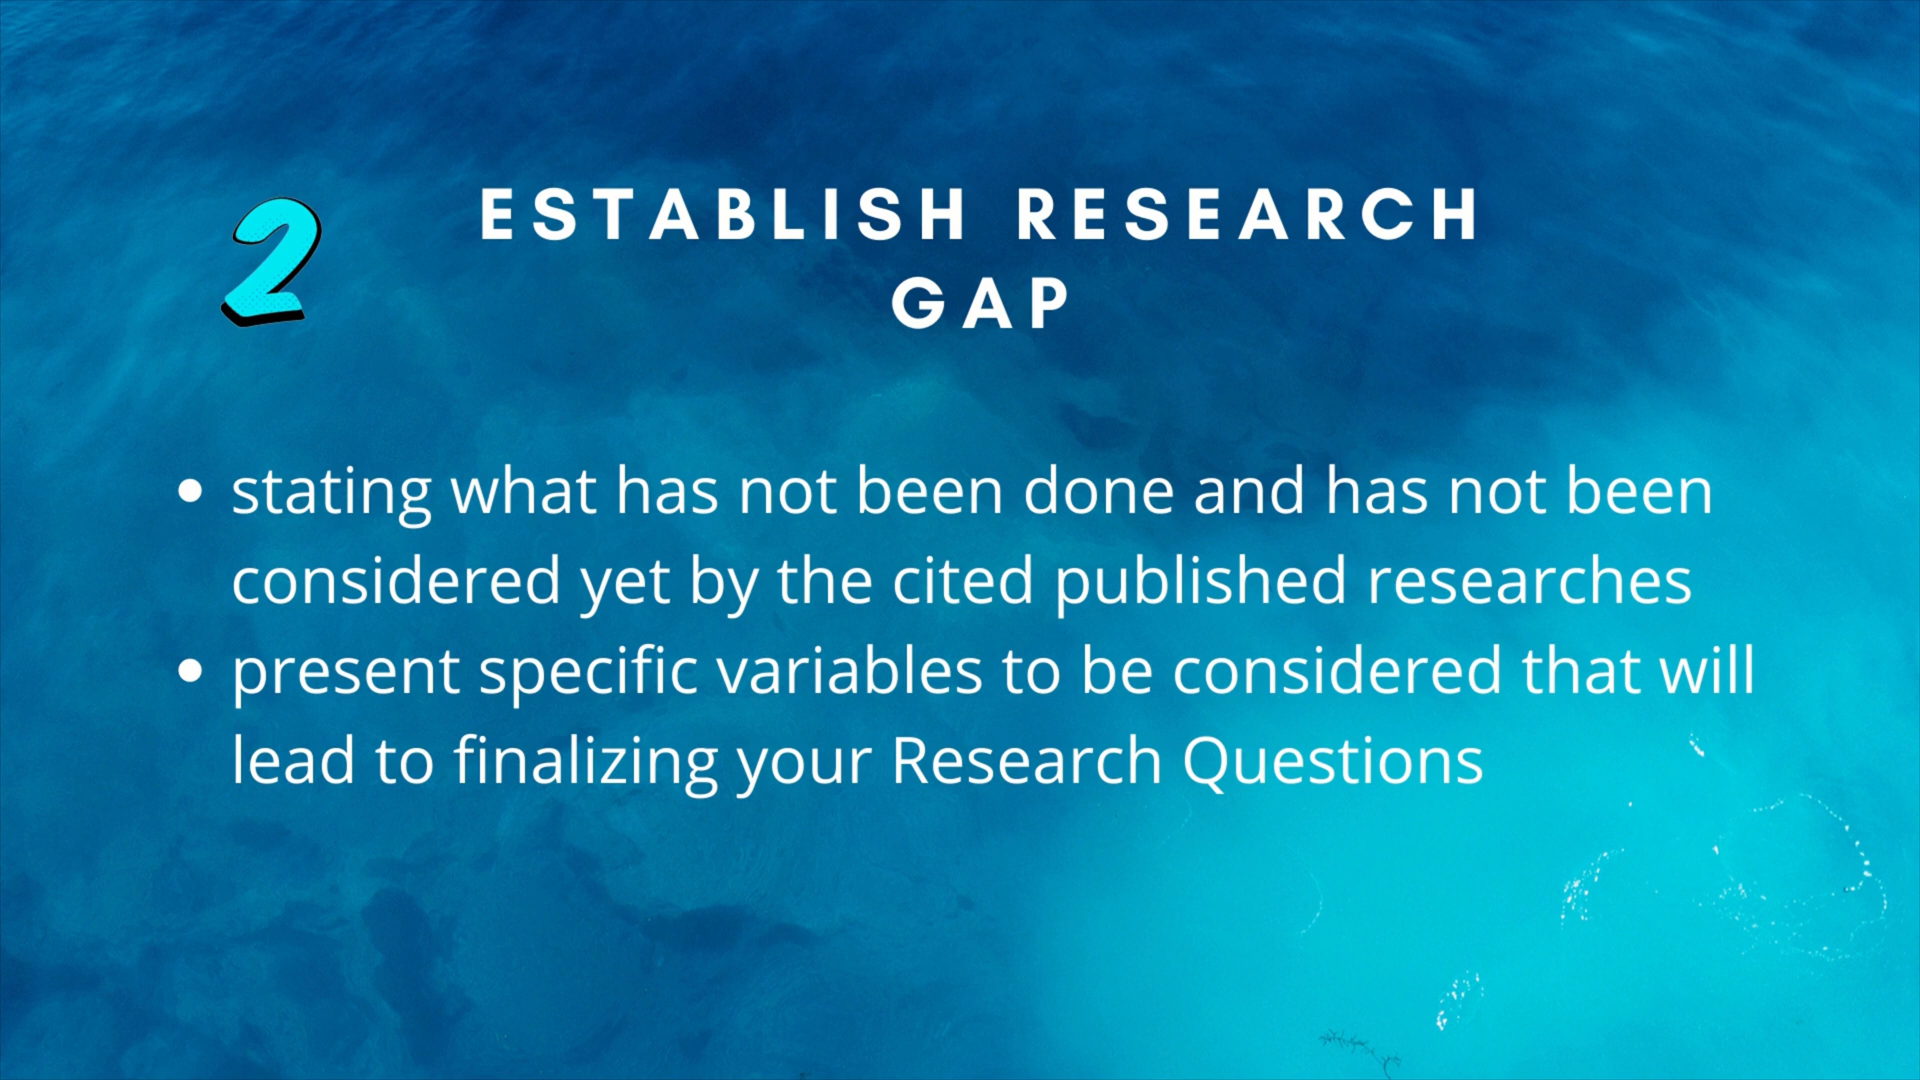 2
ESTABLISH RESEARCH
GAP
• stating what has not been done and has not been
considered yet by the cited published researches
• present specific variables to be considered that will
lead to finalizing your Research Questions